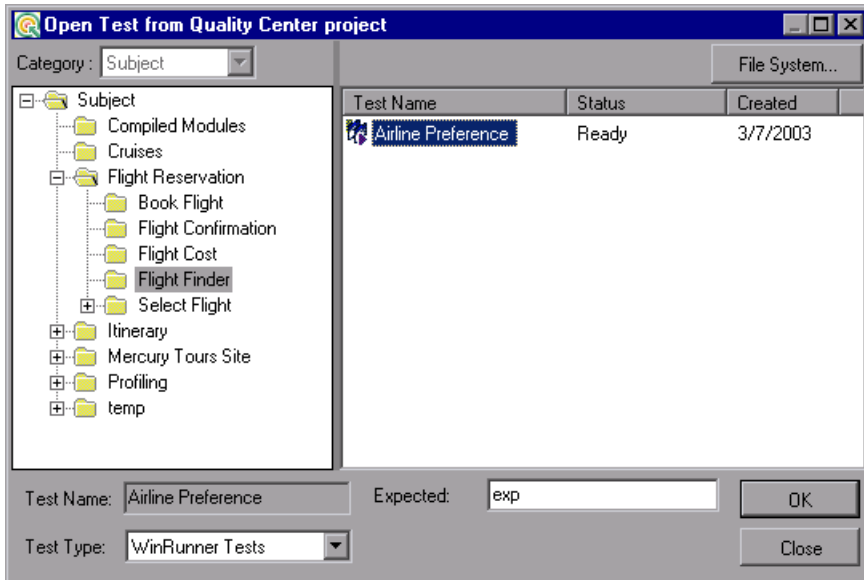 Open Test from Quality Center project
Category : Subject
File System...
Subject
Compiled Modules
Cruises
Flight Reservation
Book Flight
Flight Confirmation
Flight Cost
Flight Finder
Select Flight
Itinerary
Mercury Tours Site
Profiling
temp
Test Name Status Created
Airline Preference Ready 3/7/2003
Test Name: Airline Preference Expected: exp OK
Test Type: WinRunner Tests Close